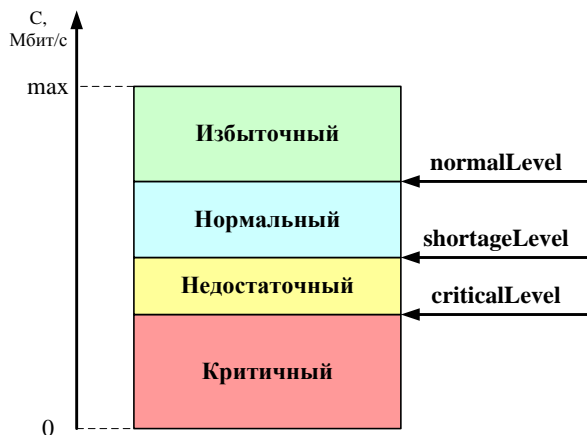 C,
Мбит/с
max
Избыточный
normalLevel
Нормальный
shortageLevel
Недостаточный
criticalLevel
Критичный
0